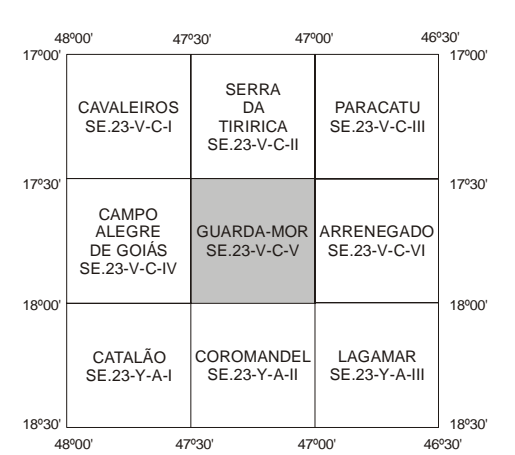 48º00' 47º30' 47º00' 46º30'
17º00' 17º00'
CAVALEIROS
SE.23-V-C-I
SERRA
DA
TIRIRICA
SE.23-V-C-II
PARACATU
SE.23-V-C-III
17º30' 17º30'
CAMPO
ALEGRE
DE GOIÁS
SE.23-V-C-IV
GUARDA-MOR
SE.23-V-C-V
ARRENEGADO
SE.23-V-C-VI
18º00' 18º00'
CATALÃO
SE.23-Y-A-I
COROMANDEL
SE.23-Y-A-II
LAGAMAR
SE.23-Y-A-III
18º30' 18º30'
48º00' 47º30' 47º00' 46º30'